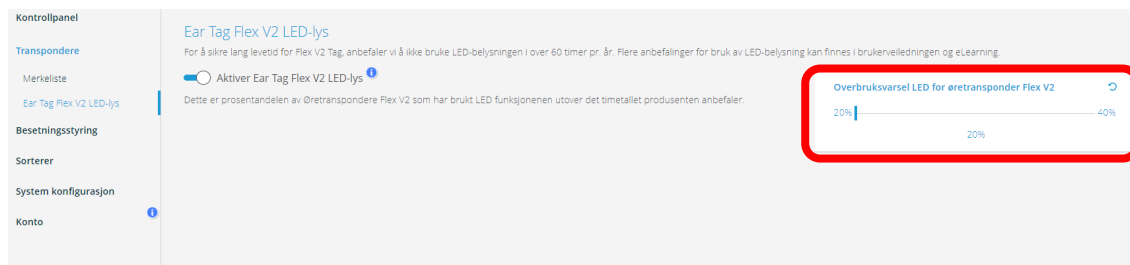 Kontrollpanel
Transpondere
Merkeliste
Ear Tag Flex V2 LED-lys
Besetningsstyring
Sorterer
System konfigurasjon
Konto
Ear Tag Flex V2 LED-lys
For å sikre lang levetid for Flex V2 Tag, anbefaler vi å ikke bruke LED-belysningen i over 60 timer pr. år. Flere anbefalinger for bruk av LED-belysning kan finnes i brukerveiledningen og eLearning.
Aktiver Ear Tag Flex V2 LED-lys
Dette er prosentandelen av Øretranspondere Flex V2 som har brukt LED funksjonenen utover det timetallet produsenten anbefaler.
Overbruksvarsel LED for øretransponder Flex V2
20% 40%
20%